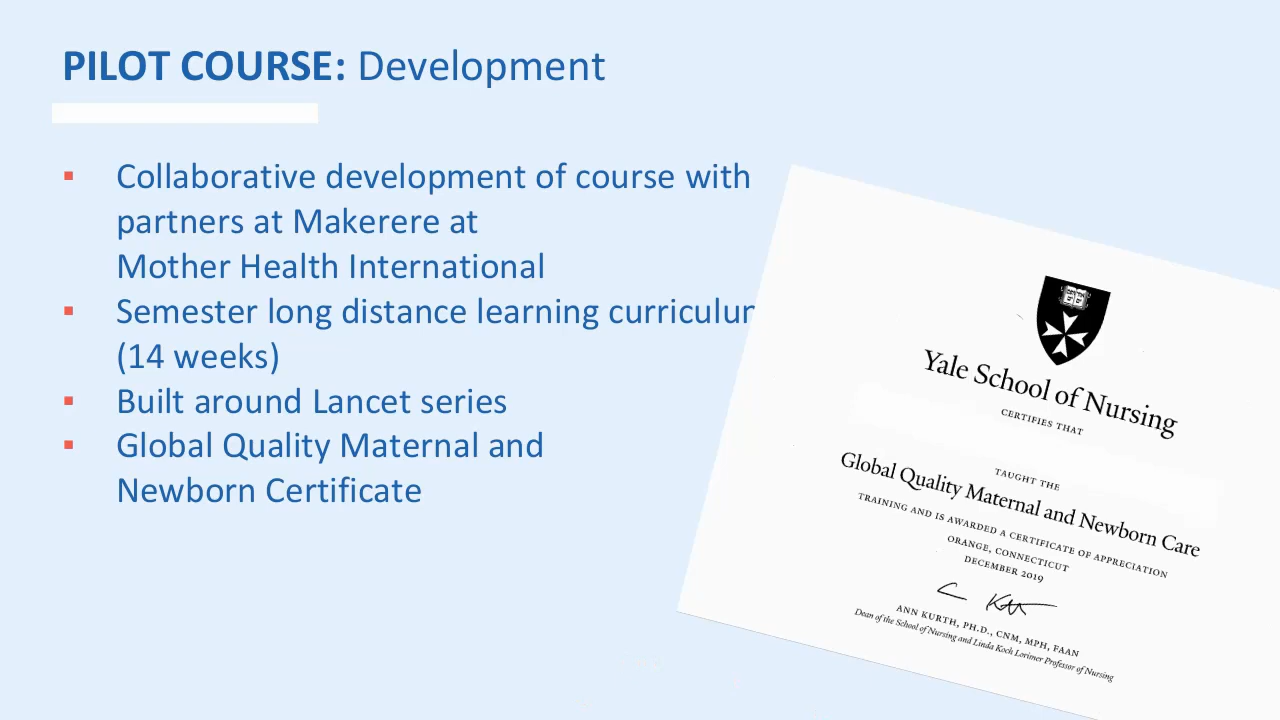 PILOT COURSE: Development
Collaborative development of course with
partners at Makerere at
Mother Health International
Semester long distance learning
(14 weeks)
Built around Lancet series
Global Quality Maternal and
Newborn Certificate
Yale School of Nursing
CERTIFIES THAT
TAUGHT THE
Global Quality Maternal and Newborn Care
TRAINING AND IS AWARDED A CERTIFICATE OF APPRECIATION
ORANGE, CONNECTICUT
DECEMBER 2019
ANN KURTH, PH.D., CNM, MPH, FAAN
Dean of the School of Nursing and Linda Koch Lorimer Professor of Nursing